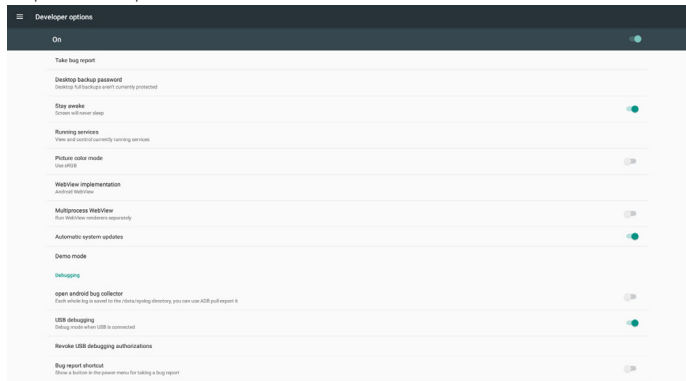 Developer options
On
Take bug report
Desktop backup password
Desktop full backups aren't currently protected
Stay awake
Screen will never sleep
Running services
View and control currently running services
Picture color mode
Use sRGB
WebView implementation
Android WebView
Multiprocess WebView
Run WebView renderers separately
Automatic system updates
Demo mode
Debugging
open android bug collector
Each whole log is saved to the /data/syslog directory, you can use ADB pull export it
USB debugging
Debug mode when USB is connected
Revoke USB debugging authorizations
Bug report shortcut
Show a button in the power menu for taking a bug report